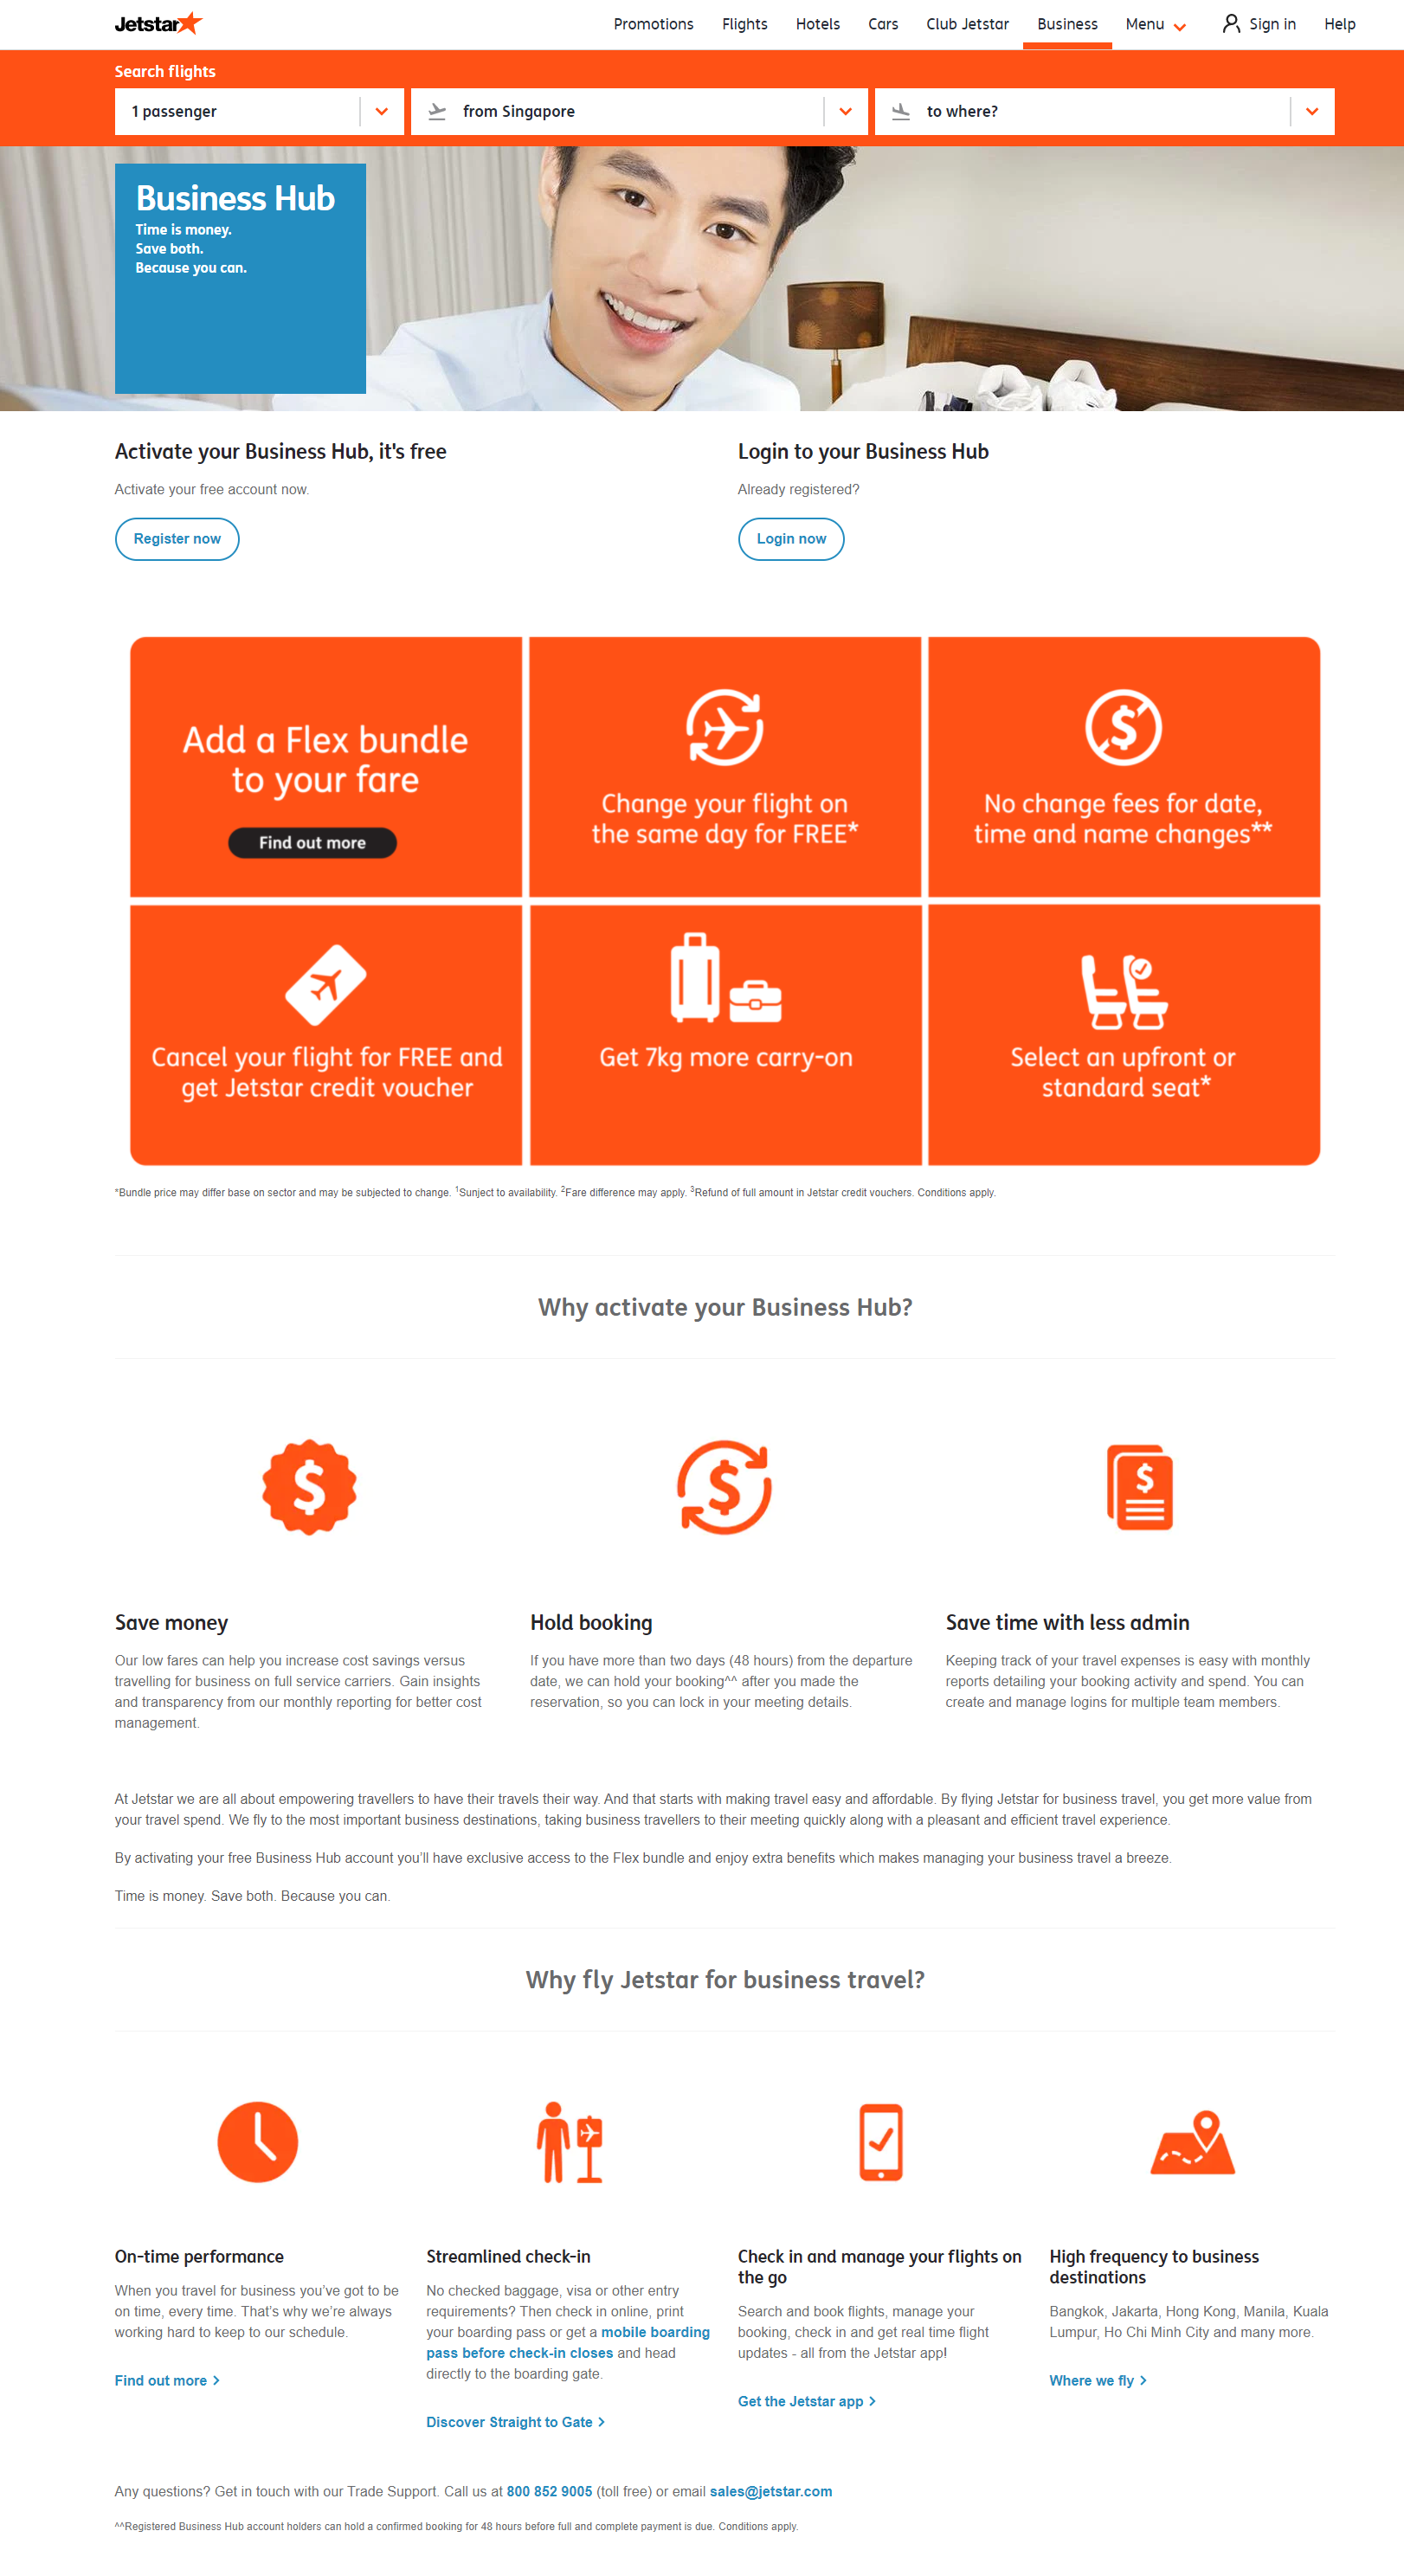 Jetstar
Promotions
Flights
Hotels
Cars
Club Jetstar
Business
Menu
Sign in
Help
Search flights
1 passenger
from Singapore
to where?
Business Hub
Time is money.
Save both.
Because you can.
Activate your Business Hub, it's free
Activate your free account now.
Register now
Login to your Business Hub
Already registered?
Login now
Add a Flex bundle
to your fare
Find out more
Change your flight on
the same day for FREE*
No change fees for date,
time and name changes**
Cancel your flight for FREE and
get Jetstar credit voucher
Get 7kg more carry-on
Select an upfront or
standard seat*
*Bundle price may differ base on sector and may be subjected to change. ¹Sunject to availability. ²Fare difference may apply. ³Refund of full amount in Jetstar credit vouchers. Conditions apply.
Why activate your Business Hub?
Save money
Our low fares can help you increase cost savings versus
travelling for business on full service carriers. Gain insights
and transparency from our monthly reporting for better cost
management.
Hold booking
If you have more than two days (48 hours) from the departure
date, we can hold your booking^^ after you made the
reservation, so you can lock in your meeting details.
Save time with less admin
Keeping track of your travel expenses is easy with monthly
reports detailing your booking activity and spend. You can
create and manage logins for multiple team members.
At Jetstar we are all about empowering travellers to have their travels their way. And that starts with making travel easy and affordable. By flying Jetstar for business travel, you get more value from
your travel spend. We fly to the most important business destinations, taking business travellers to their meeting quickly along with a pleasant and efficient travel experience.
By activating your free Business Hub account you'll have exclusive access to the Flex bundle and enjoy extra benefits which makes managing your business travel a breeze.
Time is money. Save both. Because you can.
Why fly Jetstar for business travel?
On-time performance
When you travel for business you've got to be
on time, every time. That's why we're always
working hard to keep to our schedule.
Find out more
Streamlined check-in
No checked baggage, visa or other entry
requirements? Then check in online, print
your boarding pass or get a mobile boarding
pass before check-in closes and head
directly to the boarding gate.
Discover Straight to Gate
Check in and manage your flights on
the go
Search and book flights, manage your
booking, check in and get real time flight
updates - all from the Jetstar app!
Get the Jetstar app
High frequency to business
destinations
Bangkok, Jakarta, Hong Kong, Manila, Kuala
Lumpur, Ho Chi Minh City and many more.
Where we fly
Any questions? Get in touch with our Trade Support. Call us at 800 852 9005 (toll free) or email sales@jetstar.com
^^Registered Business Hub account holders can hold a confirmed booking for 48 hours before full and complete payment is due. Conditions apply.